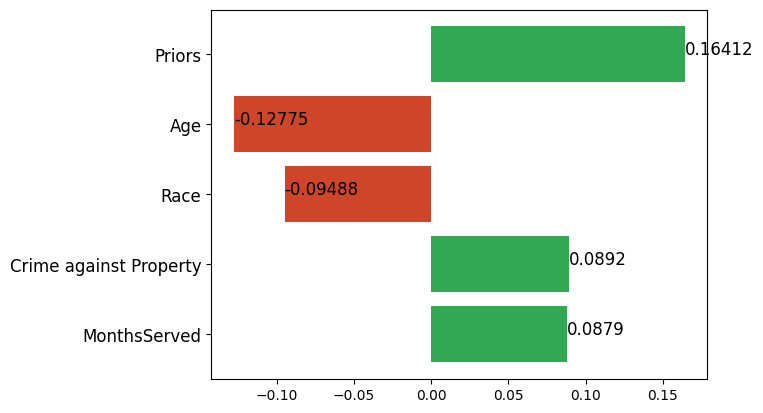 Priors
0.16412
Age
-0.12775
Race
-0.09488
Crime against Property
0.0892
MonthsServed
0.0879
−0.10 −0.05 0.00 0.05 0.10 0.15